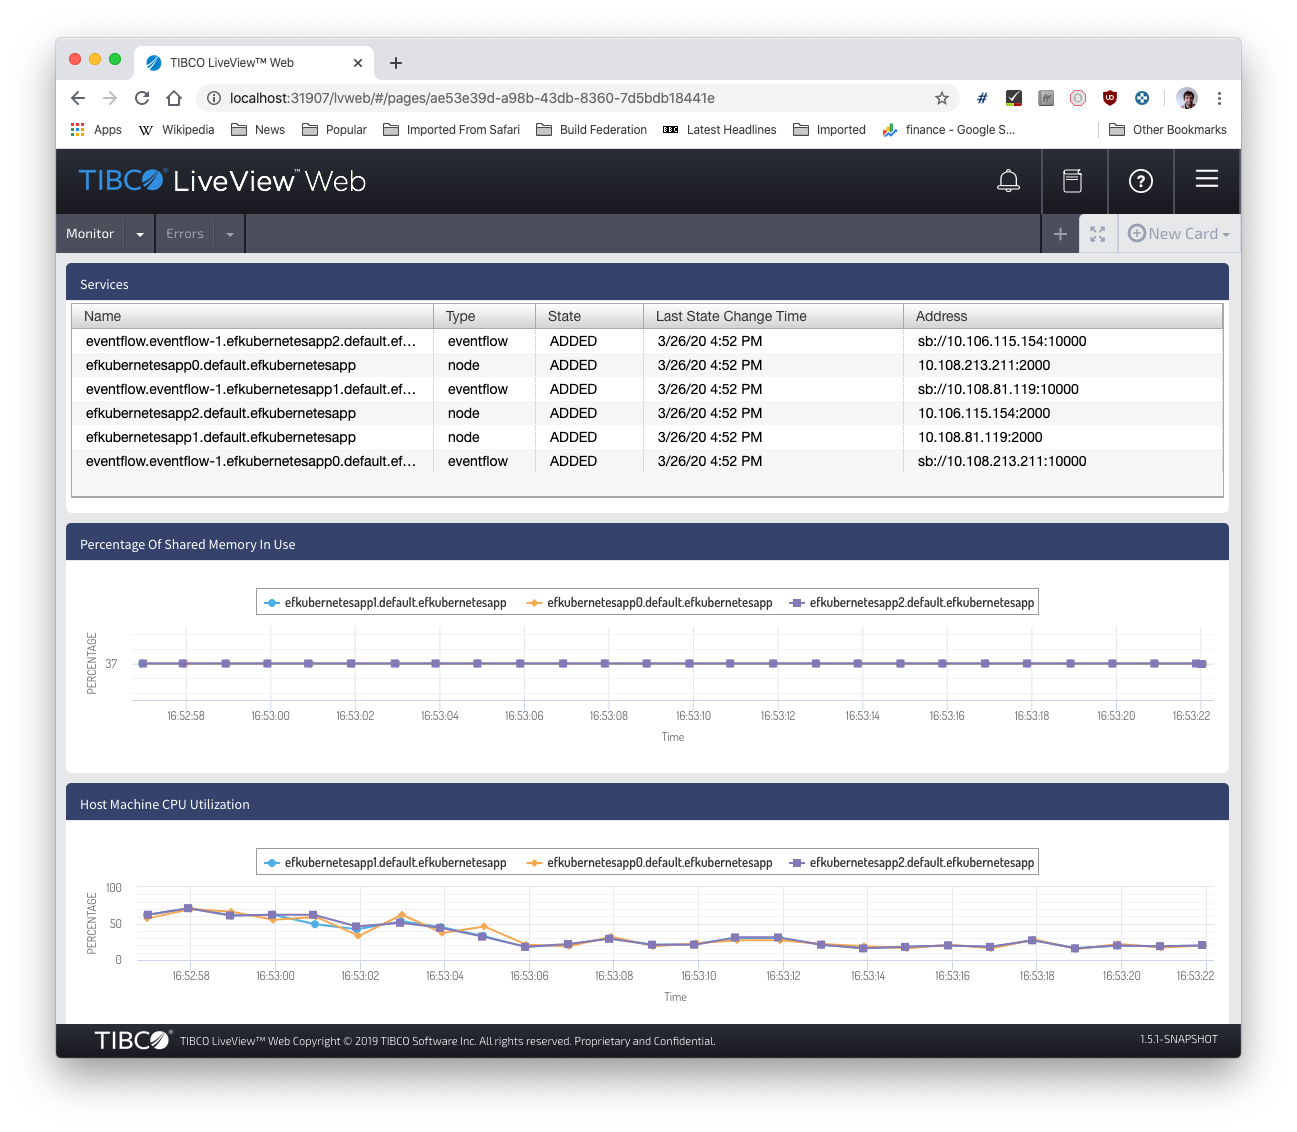 TIBCO LiveView™ Web
localhost:31907/lvweb/#/pages/ae53e39d-a98b-43db-8360-7d5bdb18441e
Apps Wikipedia News Popular Imported From Safari Build Federation Latest Headlines Imported finance - Google S... Other Bookmarks
TIBCO® LiveView™ Web
Monitor Errors New Card
Services
Name Type State Last State Change Time Address
eventflow.eventflow-1.efkubernetesapp2.default.ef... eventflow ADDED 3/26/20 4:52 PM sb://10.106.115.154:10000
efkubernetesapp0.default.efkubernetesapp node ADDED 3/26/20 4:52 PM 10.108.213.211:2000
eventflow.eventflow-1.efkubernetesapp1.default.ef... eventflow ADDED 3/26/20 4:52 PM sb://10.108.81.119:10000
efkubernetesapp2.default.efkubernetesapp node ADDED 3/26/20 4:52 PM 10.106.115.154:2000
efkubernetesapp1.default.efkubernetesapp node ADDED 3/26/20 4:52 PM 10.108.81.119:2000
eventflow.eventflow-1.efkubernetesapp0.default.ef... eventflow ADDED 3/26/20 4:52 PM sb://10.108.213.211:10000
Percentage Of Shared Memory In Use
efkubernetesapp1.default.efkubernetesapp efkubernetesapp0.default.efkubernetesapp efkubernetesapp2.default.efkubernetesapp
PERCENTAGE
37
16:52:58 16:53:00 16:53:02 16:53:04 16:53:06 16:53:08 16:53:10 16:53:12 16:53:14 16:53:16 16:53:18 16:53:20 16:53:22
Time
Host Machine CPU Utilization
efkubernetesapp1.default.efkubernetesapp efkubernetesapp0.default.efkubernetesapp efkubernetesapp2.default.efkubernetesapp
PERCENTAGE
100
50
0
16:52:58 16:53:00 16:53:02 16:53:04 16:53:06 16:53:08 16:53:10 16:53:12 16:53:14 16:53:16 16:53:18 16:53:20 16:53:22
Time
TIBCO® TIBCO LiveView™ Web Copyright © 2019 TIBCO Software Inc. All rights reserved. Proprietary and Confidential. 1.5.1-SNAPSHOT